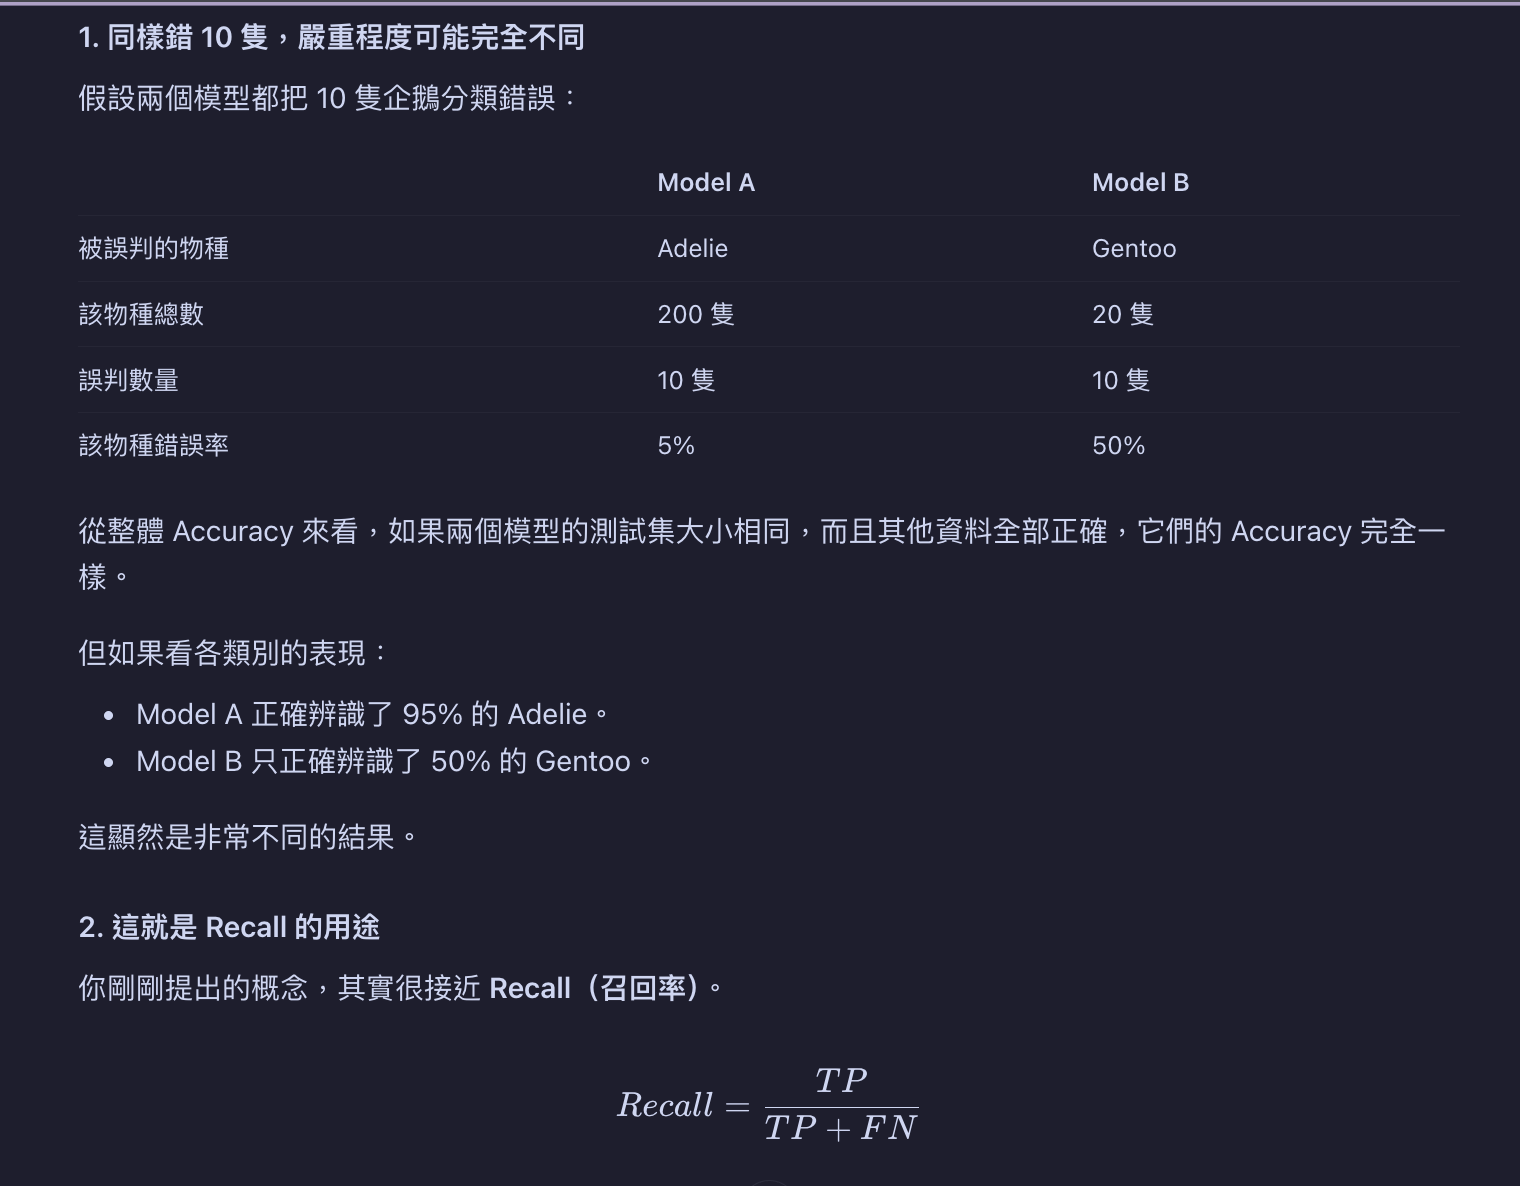 1. 同樣錯 10 隻，嚴重程度可能完全不同
假設兩個模型都把 10 隻企鵝分類錯誤：
Model A Model B
被誤判的物種 Adelie Gentoo
該物種總數 200 隻 20 隻
誤判數量 10 隻 10 隻
該物種錯誤率 5% 50%
從整體 Accuracy 來看，如果兩個模型的測試集大小相同，而且其他資料全部正確，它們的 Accuracy 完全一
樣。
但如果看各類別的表現：
• Model A 正確辨識了 95% 的 Adelie。
• Model B 只正確辨識了 50% 的 Gentoo。
這顯然是非常不同的結果。
2. 這就是 Recall 的用途
你剛剛提出的概念，其實很接近 Recall（召回率）。
Recall = TP / TP + FN